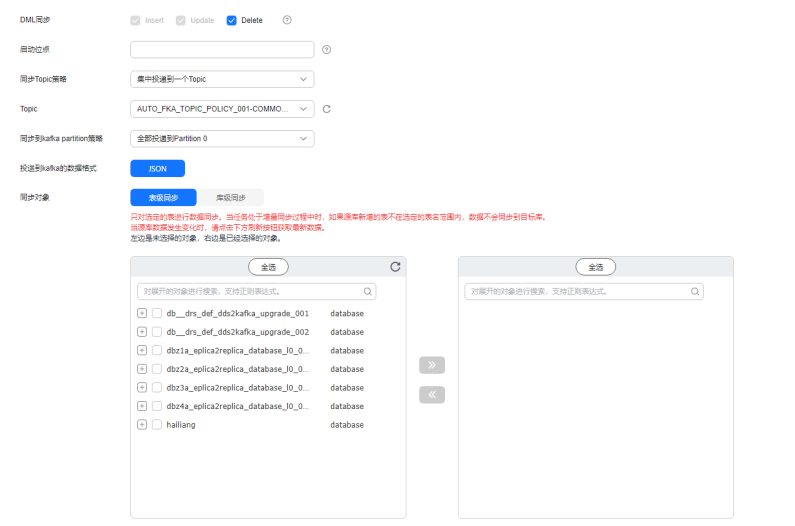 DML同步 Insert Update Delete
启动位点
同步Topic策略 集中投递到一个Topic
Topic AUTO_FKA_TOPIC_POLICY_001-COMMO...
同步到kafka partition策略 全部投递到Partition 0
投送到kafka的数据格式 JSON
同步对象 表级同步 库级同步
只对选定的表进行数据同步。当任务处于增量同步过程中时，如果源库新增的表不在选定的表名范围内，数据不会同步到目标库。
当源库数据发生变化时，请点击下方刷新按钮获取最新数据。
左边是未选择的对象，右边是已经选择的对象。
全选 全选
对展开的对象进行搜索，支持正则表达式。 对展开的对象进行搜索，支持正则表达式。
db__drs_def_dds2kafka_upgrade_001 database
db__drs_def_dds2kafka_upgrade_002 database
dbz1a_eplica2replica_database_l0_0... database
dbz2a_eplica2replica_database_l0_0... database
dbz3a_eplica2replica_database_l0_0... database
dbz4a_eplica2replica_database_l0_0... database
hailiang database